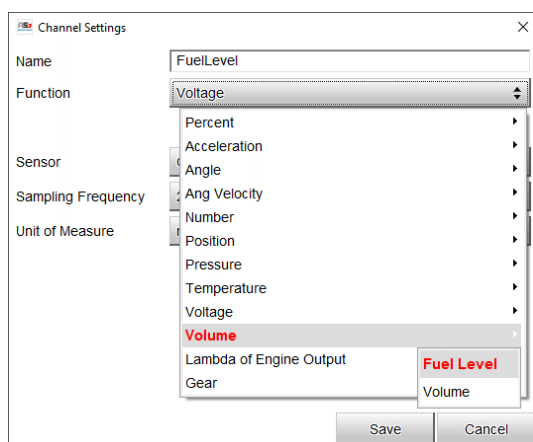 RS3 Channel Settings
Name FuelLevel
Function Voltage
Percent
Acceleration
Angle
Sensor
Sampling Frequency
Ang Velocity
Number
Unit of Measure
Position
Pressure
Temperature
Voltage
Volume
Lambda of Engine Output
Fuel Level
Gear
Volume
Save Cancel